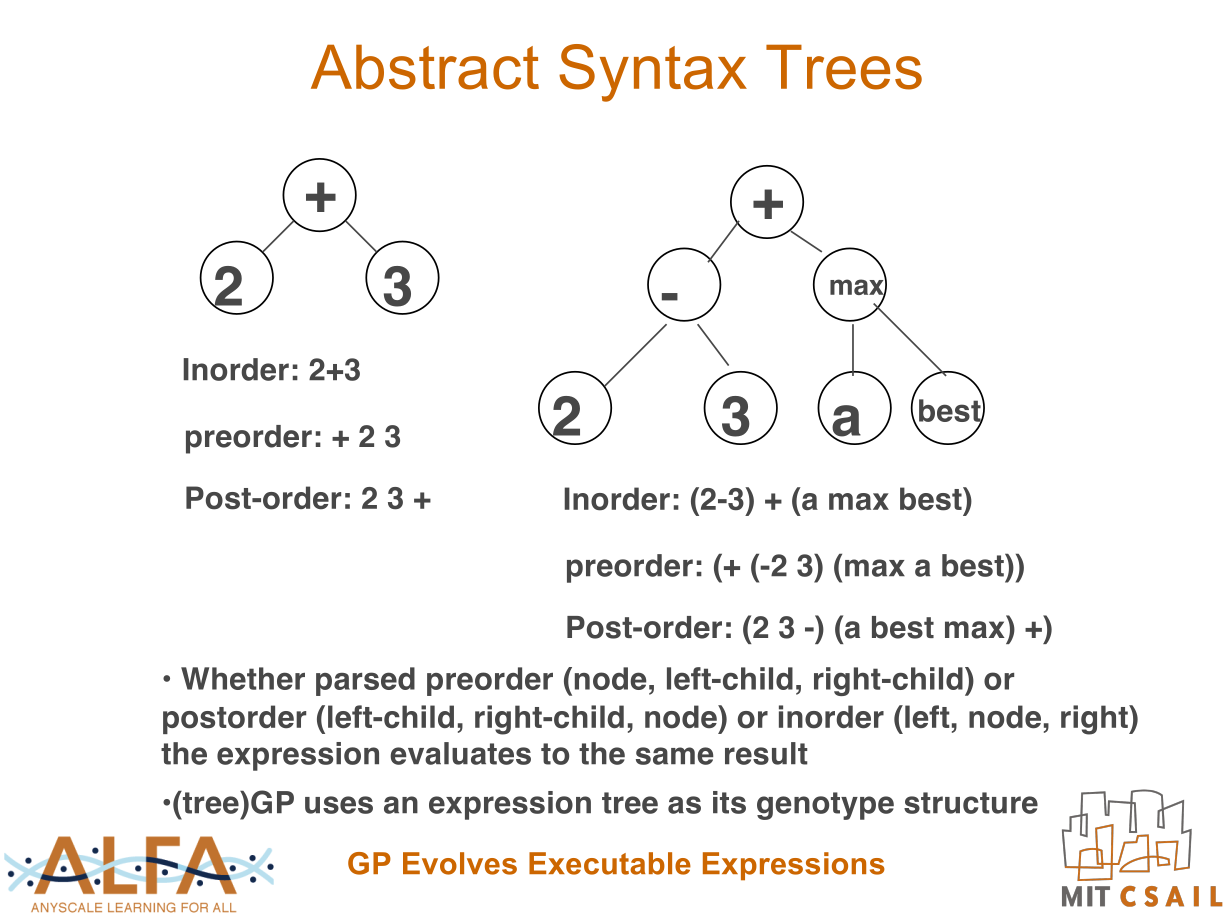 Abstract Syntax Trees
+
2
3
Inorder: 2+3
preorder: + 2 3
Post-order: 2 3 +
+
-
max
2
3
a
best
Inorder: (2-3) + (a max best)
preorder: (+ (-2 3) (max a best))
Post-order: (2 3 -) (a best max) +)
• Whether parsed preorder (node, left-child, right-child) or
postorder (left-child, right-child, node) or inorder (left, node, right)
the expression evaluates to the same result
•(tree)GP uses an expression tree as its genotype structure
GP Evolves Executable Expressions
ALFA
ANYSCALE LEARNING FOR ALL
MIT CSAIL